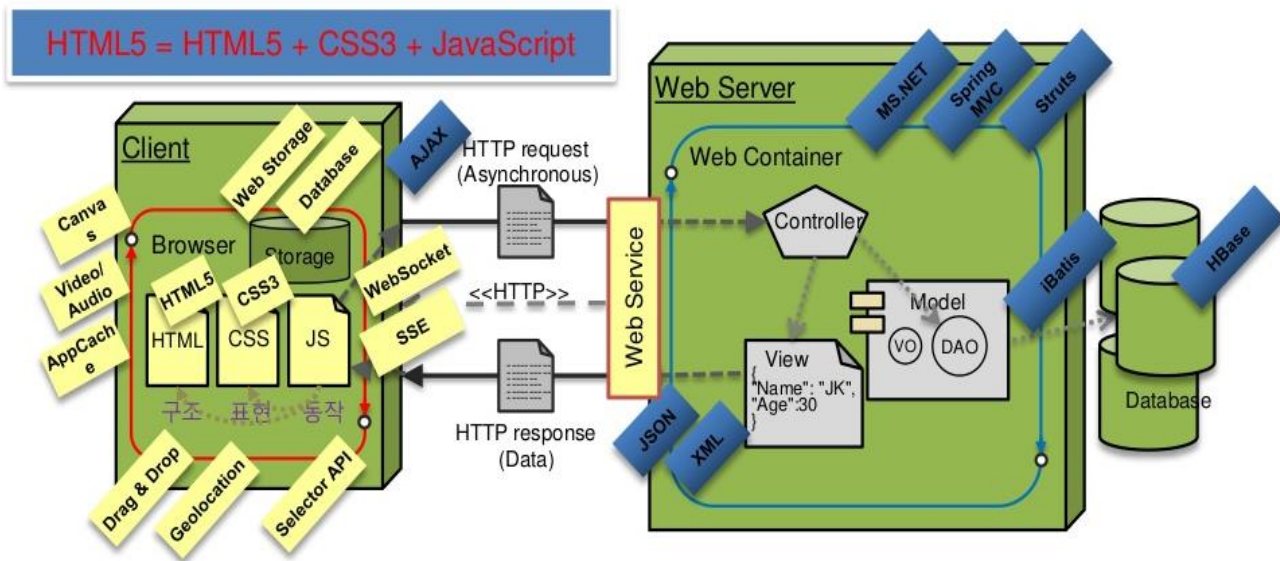 HTML5 = HTML5 + CSS3 + JavaScript
Client
Web Storage
Database
AJAX
Canva
s
Video/
Audio
AppCach
e
Browser
Storage
HTML5
CSS3
WebSocket
SSE
HTML
CSS
JS
구조
표현
동작
Drag & Drop
Geolocation
Selector API
HTTP request
(Asynchronous)
<<HTTP>>
HTTP response
(Data)
Web Service
Web Server
MS.NET
Spring
MVC
Struts
Web Container
Controller
Model
VO
DAO
View
{
"Name": "JK",
"Age":30
}
JSON
XML
iBatis
HBase
Database